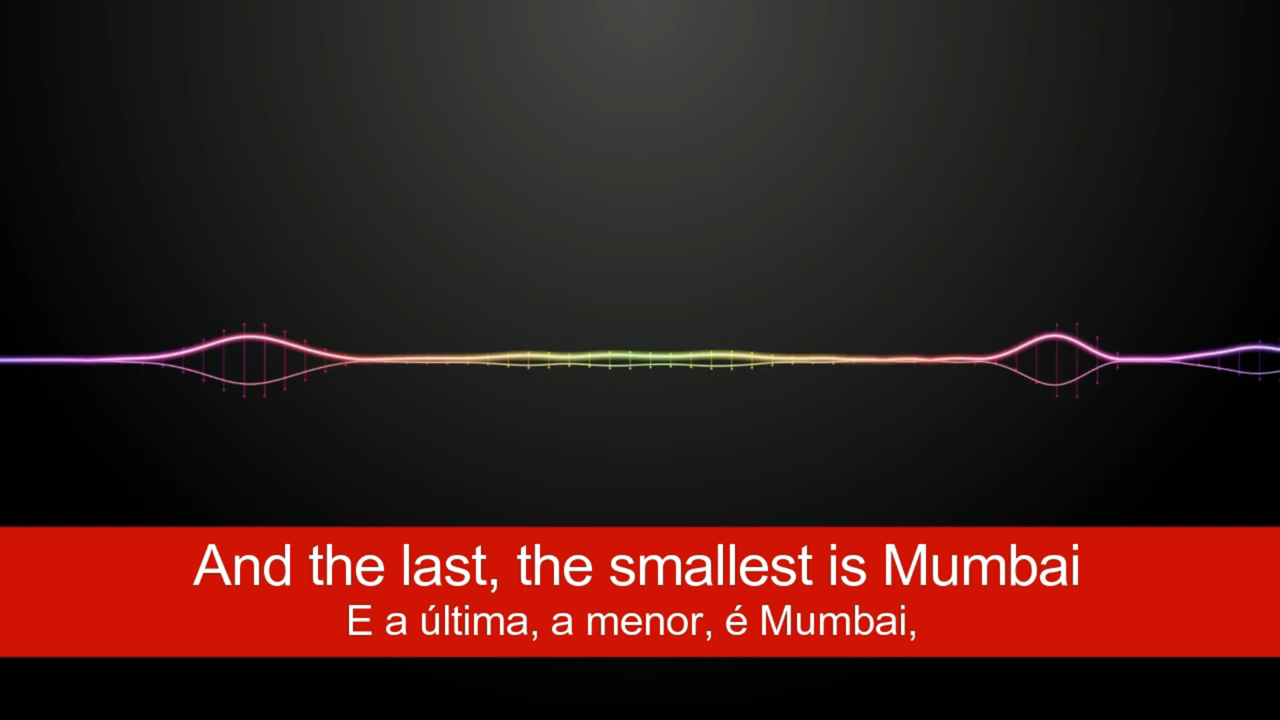 And the last, the smallest is Mumbai
E a última, a menor, é Mumbai,